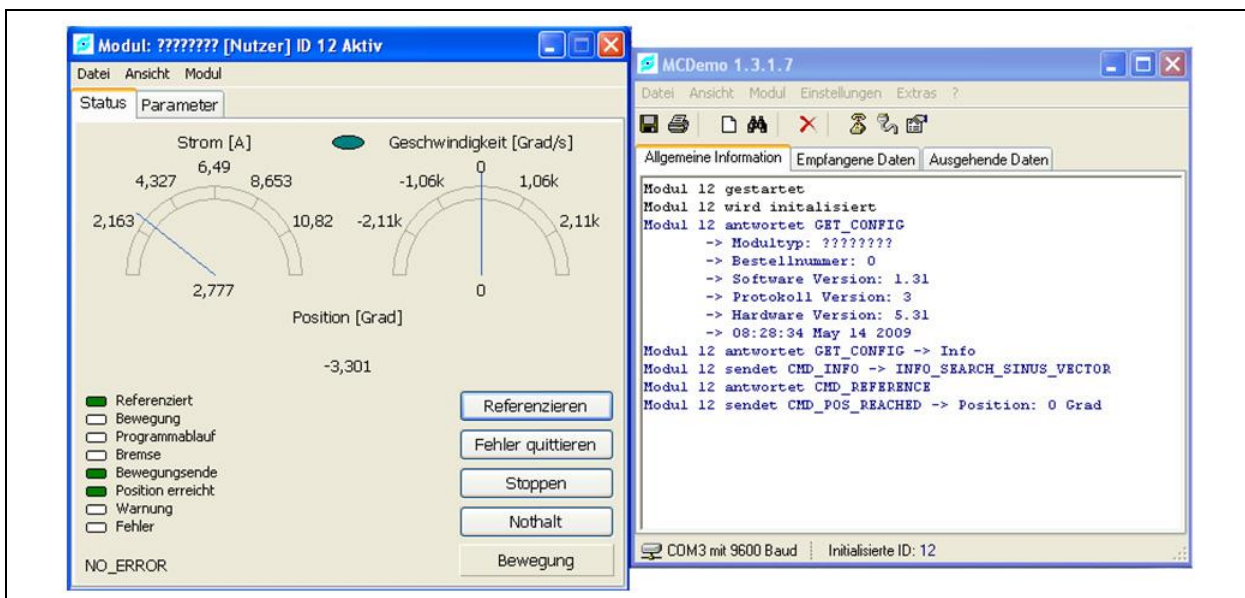 Modul: ???????? [Nutzer] ID 12 Aktiv
Datei Ansicht Modul
Status Parameter
Strom [A]
Geschwindigkeit [Grad/s]
6,49
4,327 8,653
2,163 10,82
2,777
0
-1,06k 1,06k
-2,11k 2,11k
0
Position [Grad]
-3,301
Referenziert
Bewegung
Programmablauf
Bremse
Bewegungsende
Position erreicht
Warnung
Fehler
NO_ERROR
Referenzieren
Fehler quittieren
Stoppen
Nothalt
Bewegung
MCDemo 1.3.1.7
Datei Ansicht Modul Einstellungen Extras ?
Allgemeine Information Empfangene Daten Ausgehende Daten
Modul 12 gestartet
Modul 12 wird initalisiert
Modul 12 antwortet GET_CONFIG
-> Modultyp: ????????
-> Bestellnummer: 0
-> Software Version: 1.31
-> Protokoll Version: 3
-> Hardware Version: 5.31
-> 08:28:34 May 14 2009
Modul 12 antwortet GET_CONFIG -> Info
Modul 12 sendet CMD_INFO -> INFO_SEARCH_SINUS_VECTOR
Modul 12 antwortet CMD_REFERENCE
Modul 12 sendet CMD_POS_REACHED -> Position: 0 Grad
COM3 mit 9600 Baud Initialisierte ID: 12